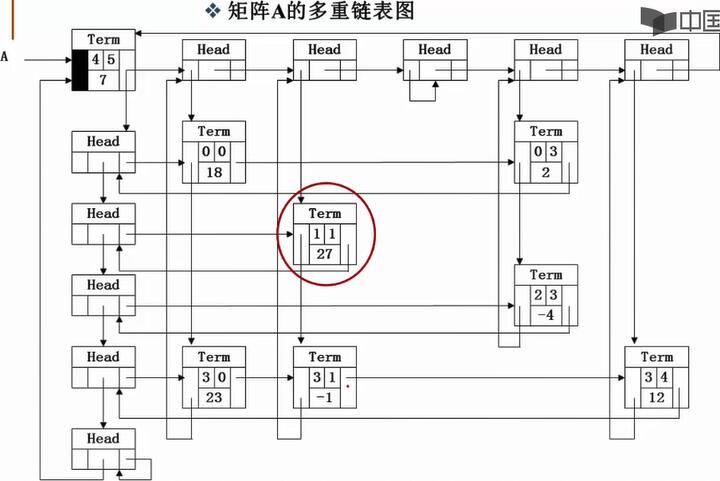 ❖ 矩阵A的多重链表图
中国
A
Term
4 5
7
Head
Head
Head
Head
Head
Head
Term
0 0
18
Term
0 3
2
Head
Term
1 1
27
Head
Term
2 3
-4
Head
Term
3 0
23
Term
3 1
-1
Term
3 4
12
Head